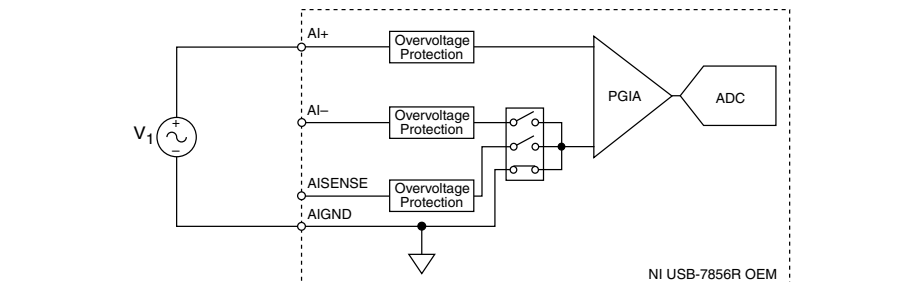 AI+
Overvoltage
Protection
AI–
Overvoltage
Protection
PGIA
ADC
V1
+
–
AISENSE
Overvoltage
Protection
AIGND
NI USB-7856R OEM